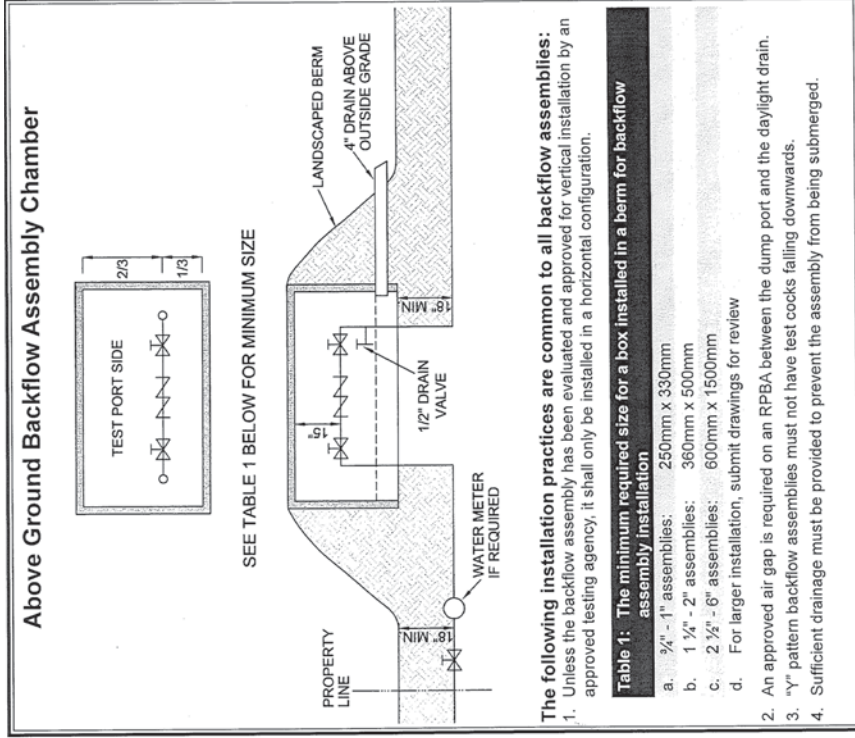 Above Ground Backflow Assembly Chamber
TEST PORT SIDE
2/3
1/3
SEE TABLE 1 BELOW FOR MINIMUM SIZE
LANDSCAPED BERM
4" DRAIN ABOVE
OUTSIDE GRADE
PROPERTY
LINE
15"
18" MIN.
18" MIN.
1/2" DRAIN
VALVE
WATER METER
IF REQUIRED
The following installation practices are common to all backflow assemblies:
1. Unless the backflow assembly has been evaluated and approved for vertical installation by an
approved testing agency, it shall only be installed in a horizontal configuration.
Table 1: The minimum required size for a box installed in a berm for backflow
assembly installation
a. ¾" - 1" assemblies: 250mm x 330mm
b. 1 ¼" - 2" assemblies: 360mm x 500mm
c. 2 ½" - 6" assemblies: 600mm x 1500mm
d. For larger installation, submit drawings for review
2. An approved air gap is required on an RPBA between the dump port and the daylight drain.
3. "Y" pattern backflow assemblies must not have test cocks falling downwards.
4. Sufficient drainage must be provided to prevent the assembly from being submerged.